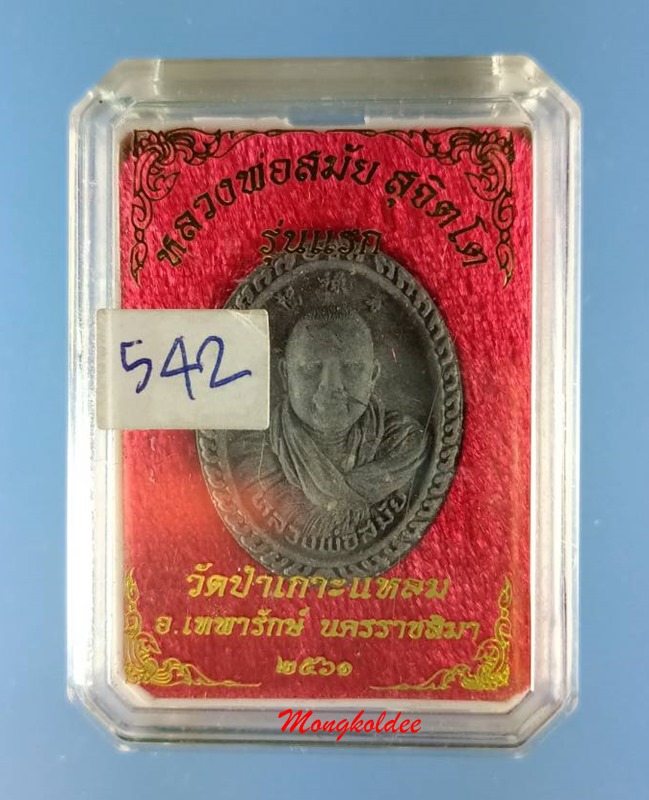 หลวงพ่อสมัย สุจิตโต
รุ่นแรก
542
หลวงพ่อสมัย
วัดป่าเกาะแหลม
อ.เทพารักษ์ นครราชสิมา
๒๕๖๑
Mongkoldee